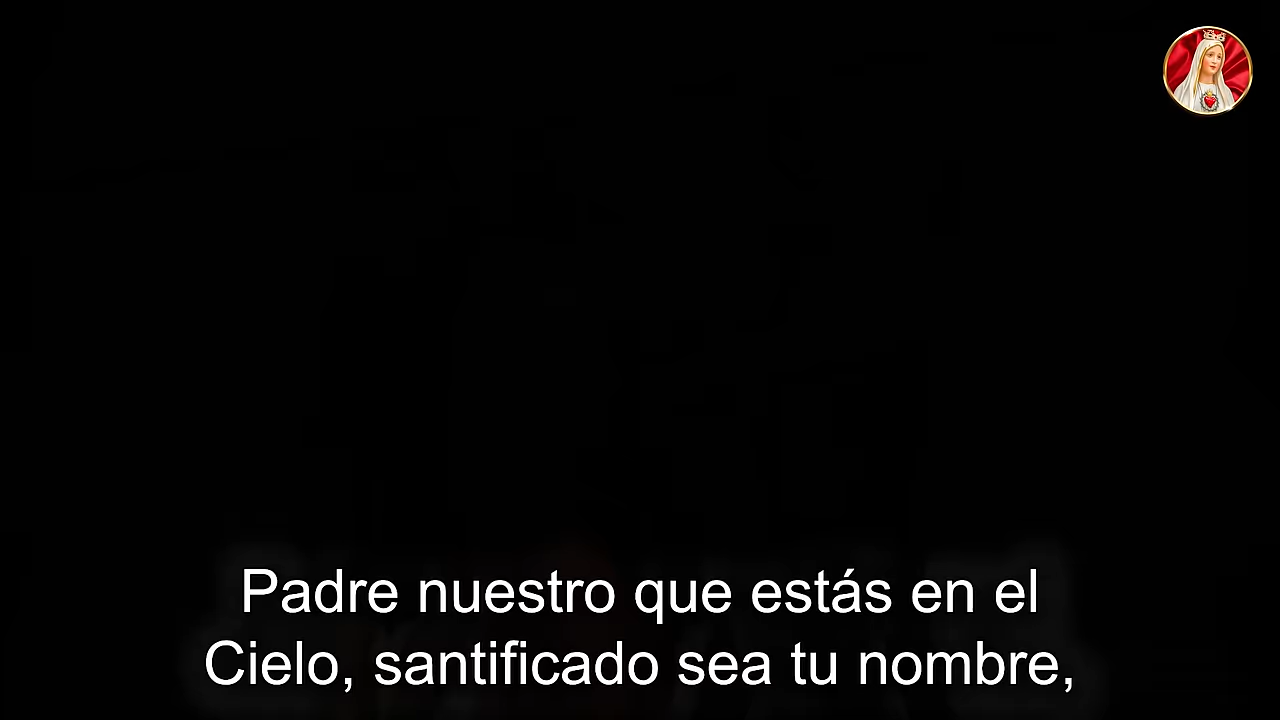 Padre nuestro que estás en el
Cielo, santificado sea tu nombre,